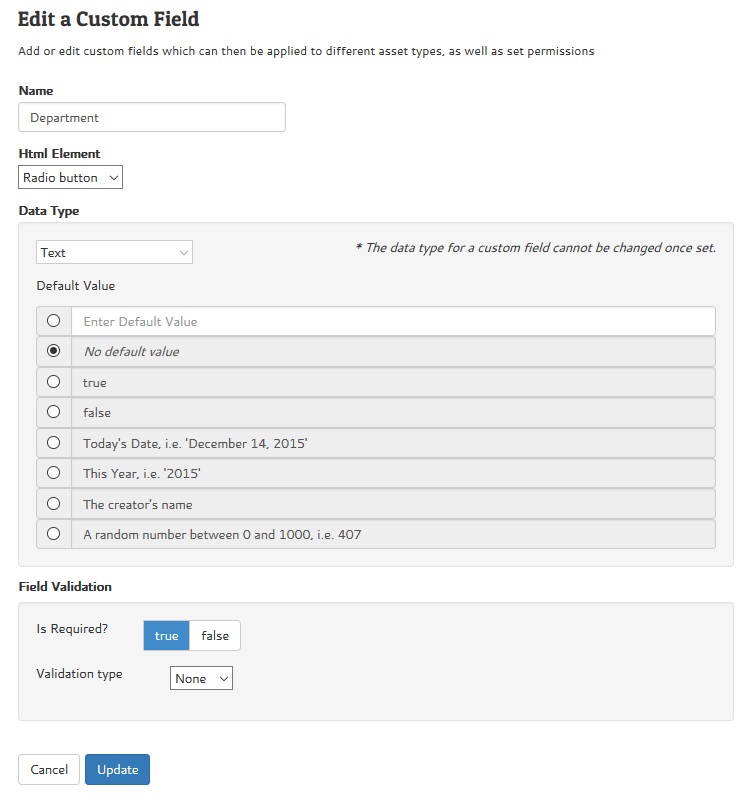 Edit a Custom Field
Add or edit custom fields which can then be applied to different asset types, as well as set permissions
Name
Department
Html Element
Radio button
Data Type
Text
* The data type for a custom field cannot be changed once set.
Default Value
Enter Default Value
No default value
true
false
Today's Date, i.e. 'December 14, 2015'
This Year, i.e. '2015'
The creator's name
A random number between 0 and 1000, i.e. 407
Field Validation
Is Required?
true false
Validation type
None
Cancel Update